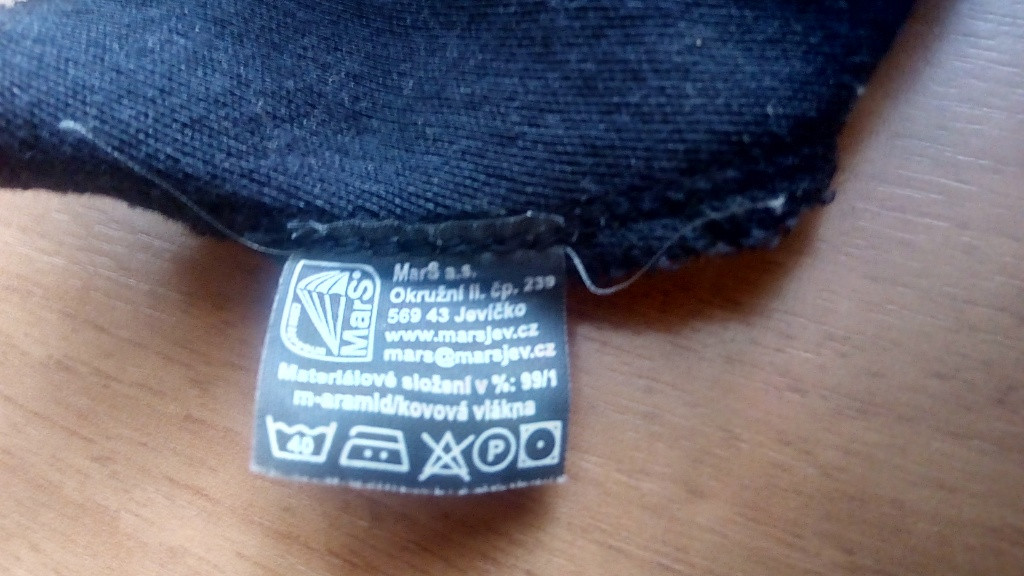 MarS
MarS a.s.
Okružní II. čp. 239
569 43 Jevíčko
www.marsjev.cz
mars@marsjev.cz
Materiálové složení v %: 99/1
m-aramid/kovová vlákna
40
P